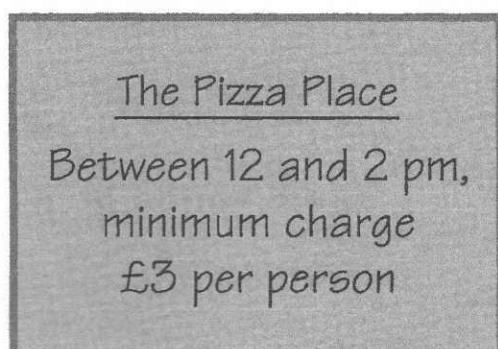 The Pizza Place
Between 12 and 2 pm,
minimum charge
£3 per person